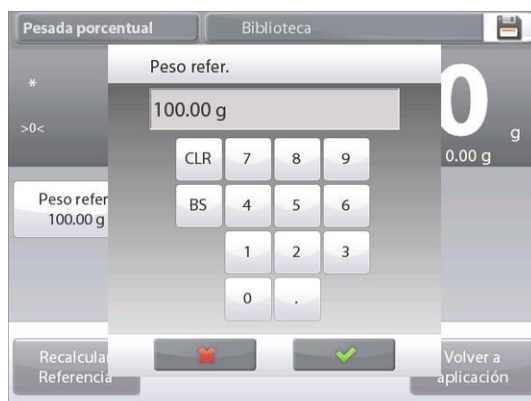 Pesada porcentual
Biblioteca
*
>0<
0
g
0.00 g
Peso refer.
100.00 g
Peso refer.
100.00 g
CLR 7 8 9
BS 4 5 6
1 2 3
0 .
Recalcular
Referencia
Volver a
aplicación